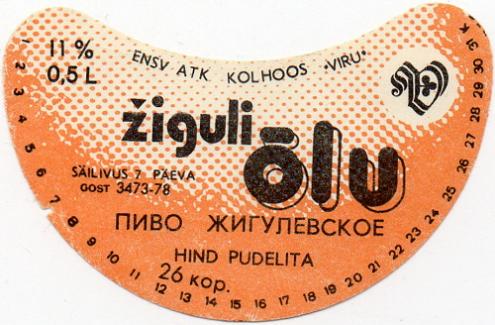 11 %
0,5 L
ENSV ATK KOLHOOS "VIRU"
žiguli
õlu
SÄILIVUS 7 PÄEVA
GOST 3473-78
ПИВО ЖИГУЛЕВСКОЕ
HIND PUDELITA
26 КОР.
1 2 3 4 5 6 7 8 9 10 11 12 13 14 15 16 17 18 19 20 21 22 23 24 25 26 27 28 29 30 31 K